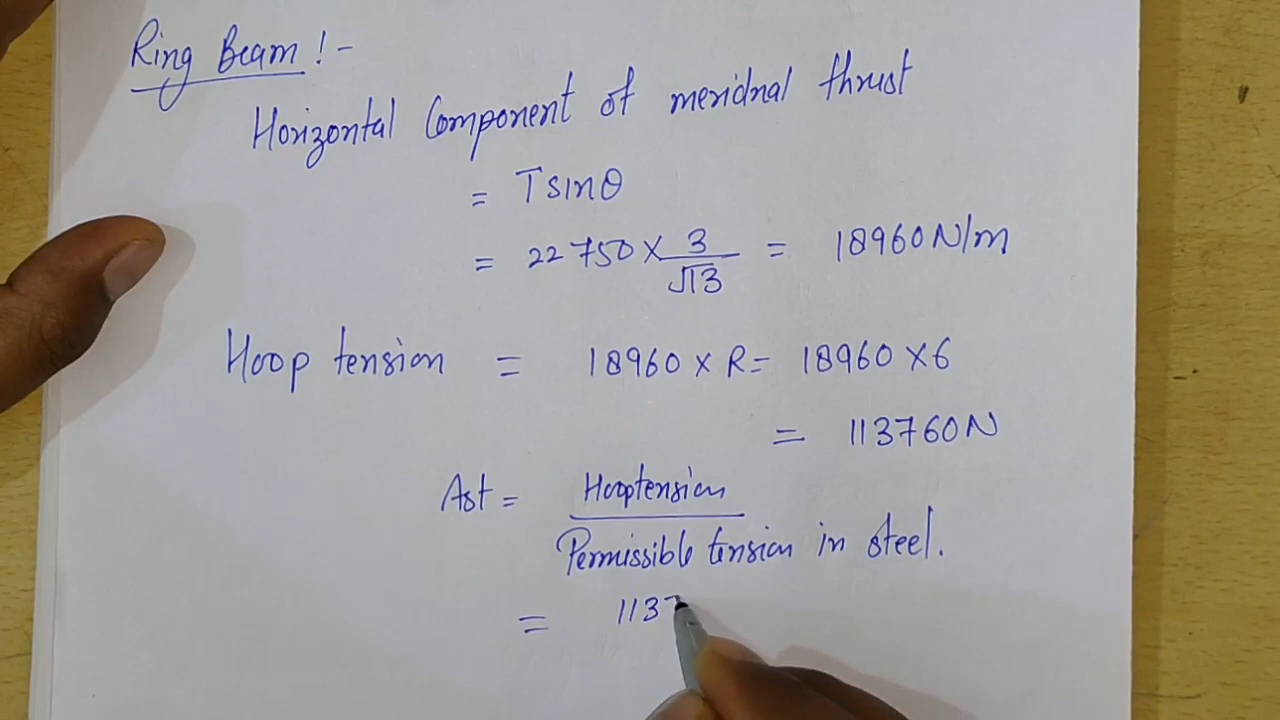 Ring Beam :-
Horizontal Component of meridnal thrust
= T sinθ
= 22750 × 3/√13 = 18960 N/m
Hoop tension = 18960 × R = 18960 × 6
= 113760 N
Ast = Hooptension / Permissible tension in steel.
= 1137